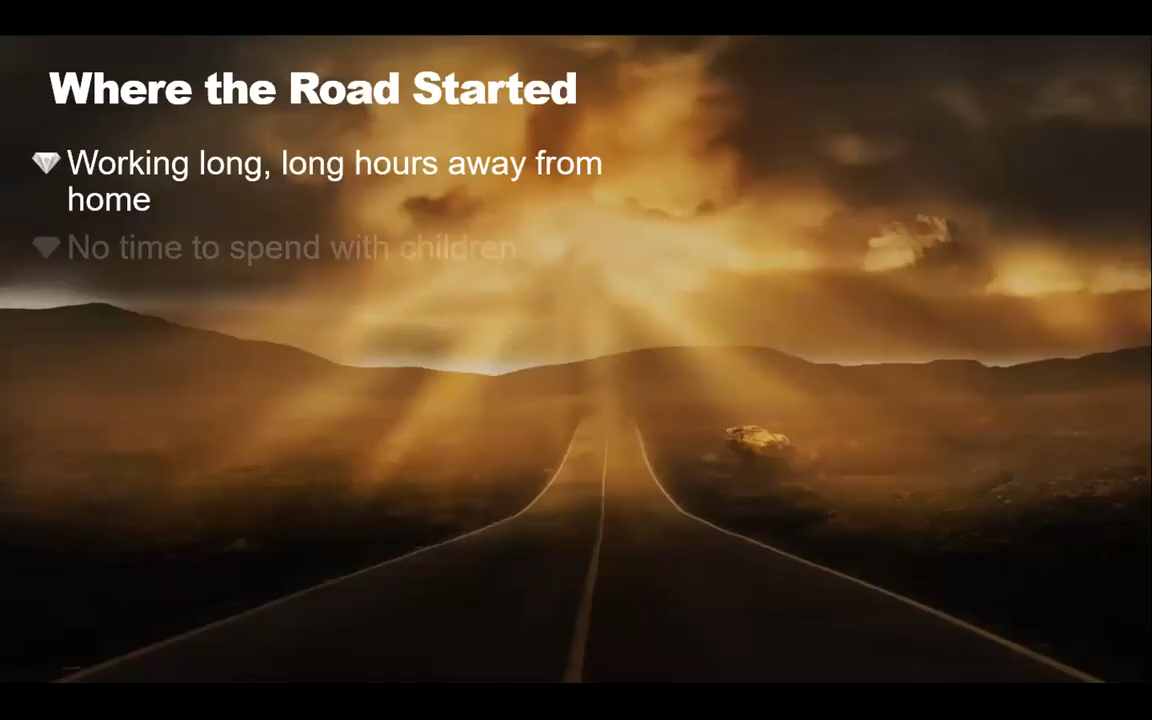 Where the Road Started
Working long, long hours away from
home
No time to spend with children